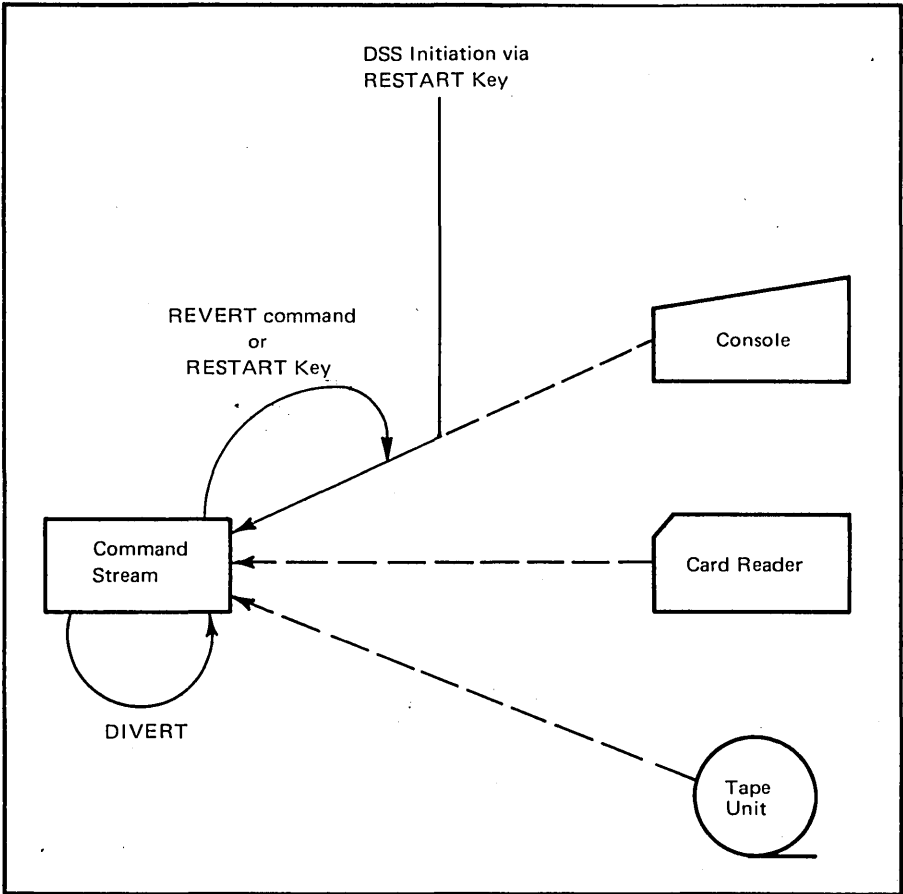 DSS Initiation via
RESTART Key
REVERT command
or
RESTART Key
Console
Command
Stream
Card Reader
DIVERT
Tape
Unit